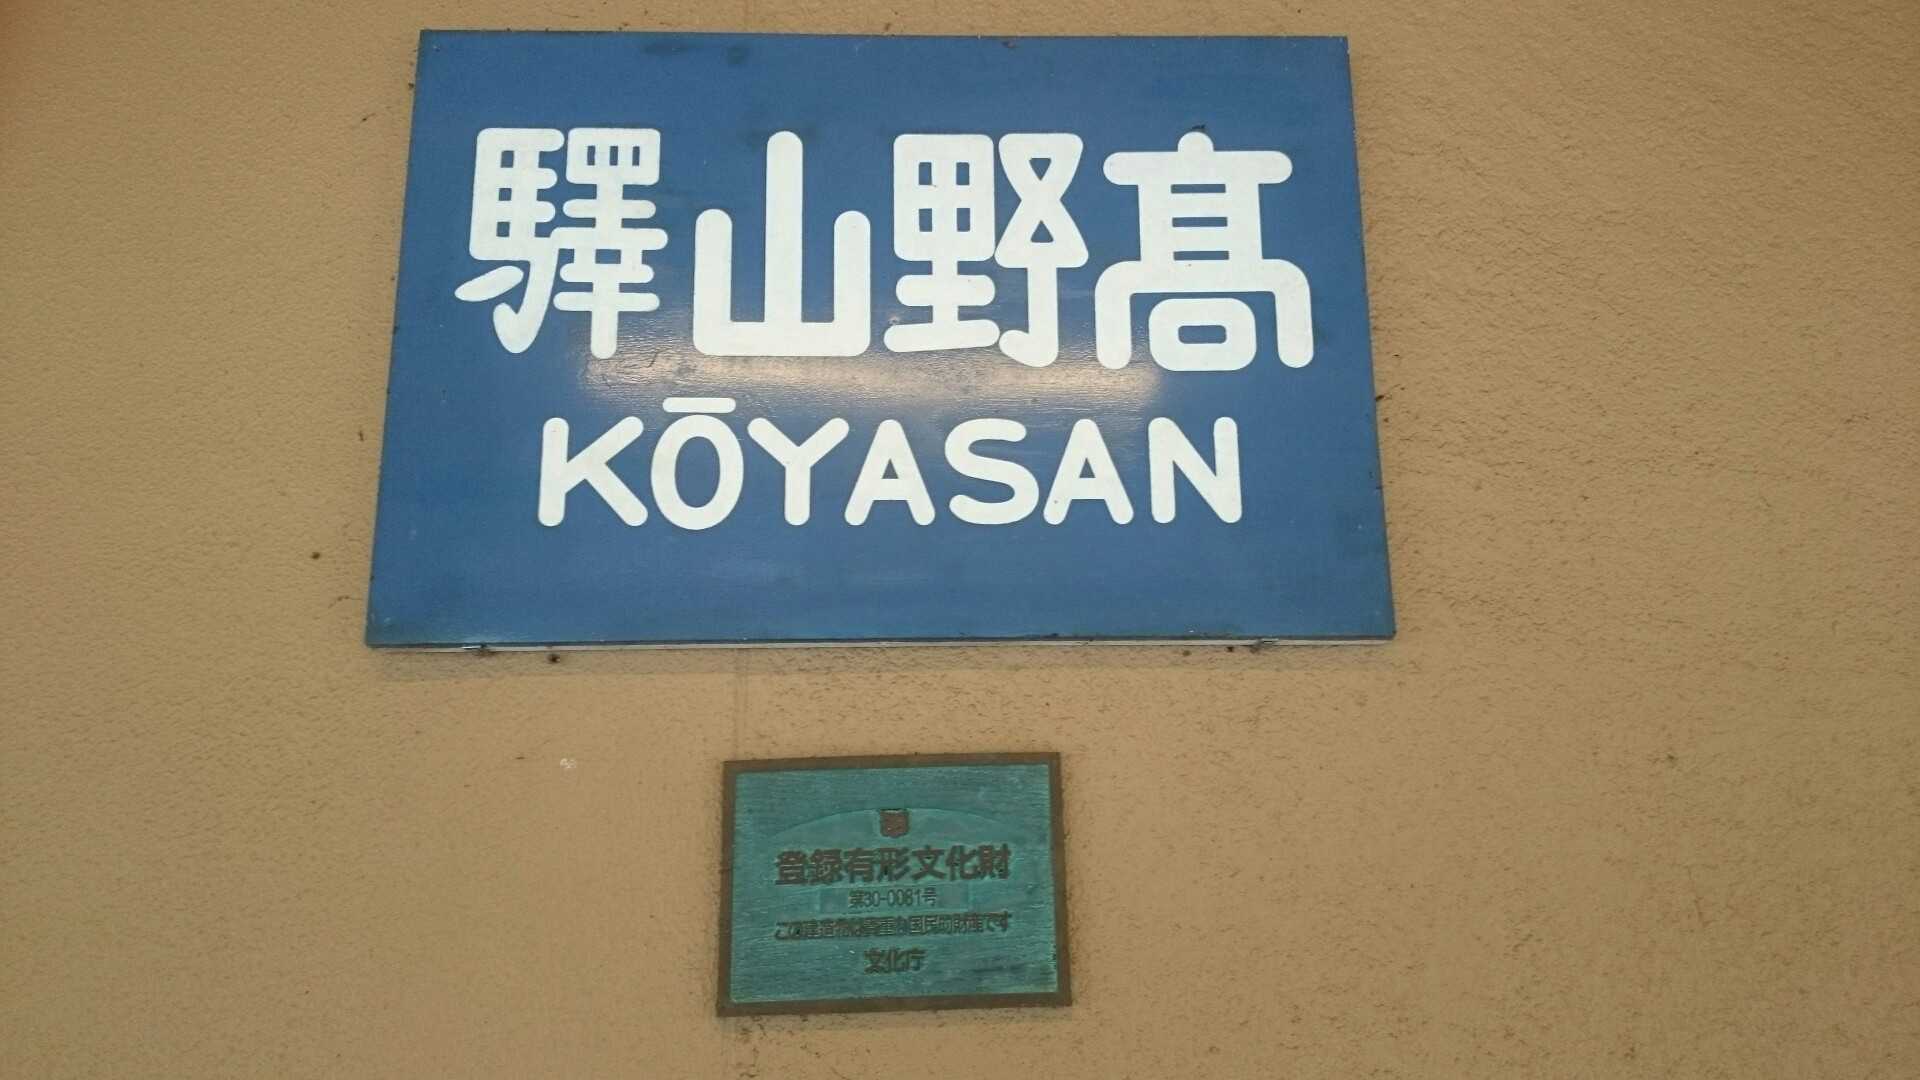 驛山野髙
KŌYASAN
登録有形文化財
第30-0081号
この建造物は貴重な国民的財産です
文化庁